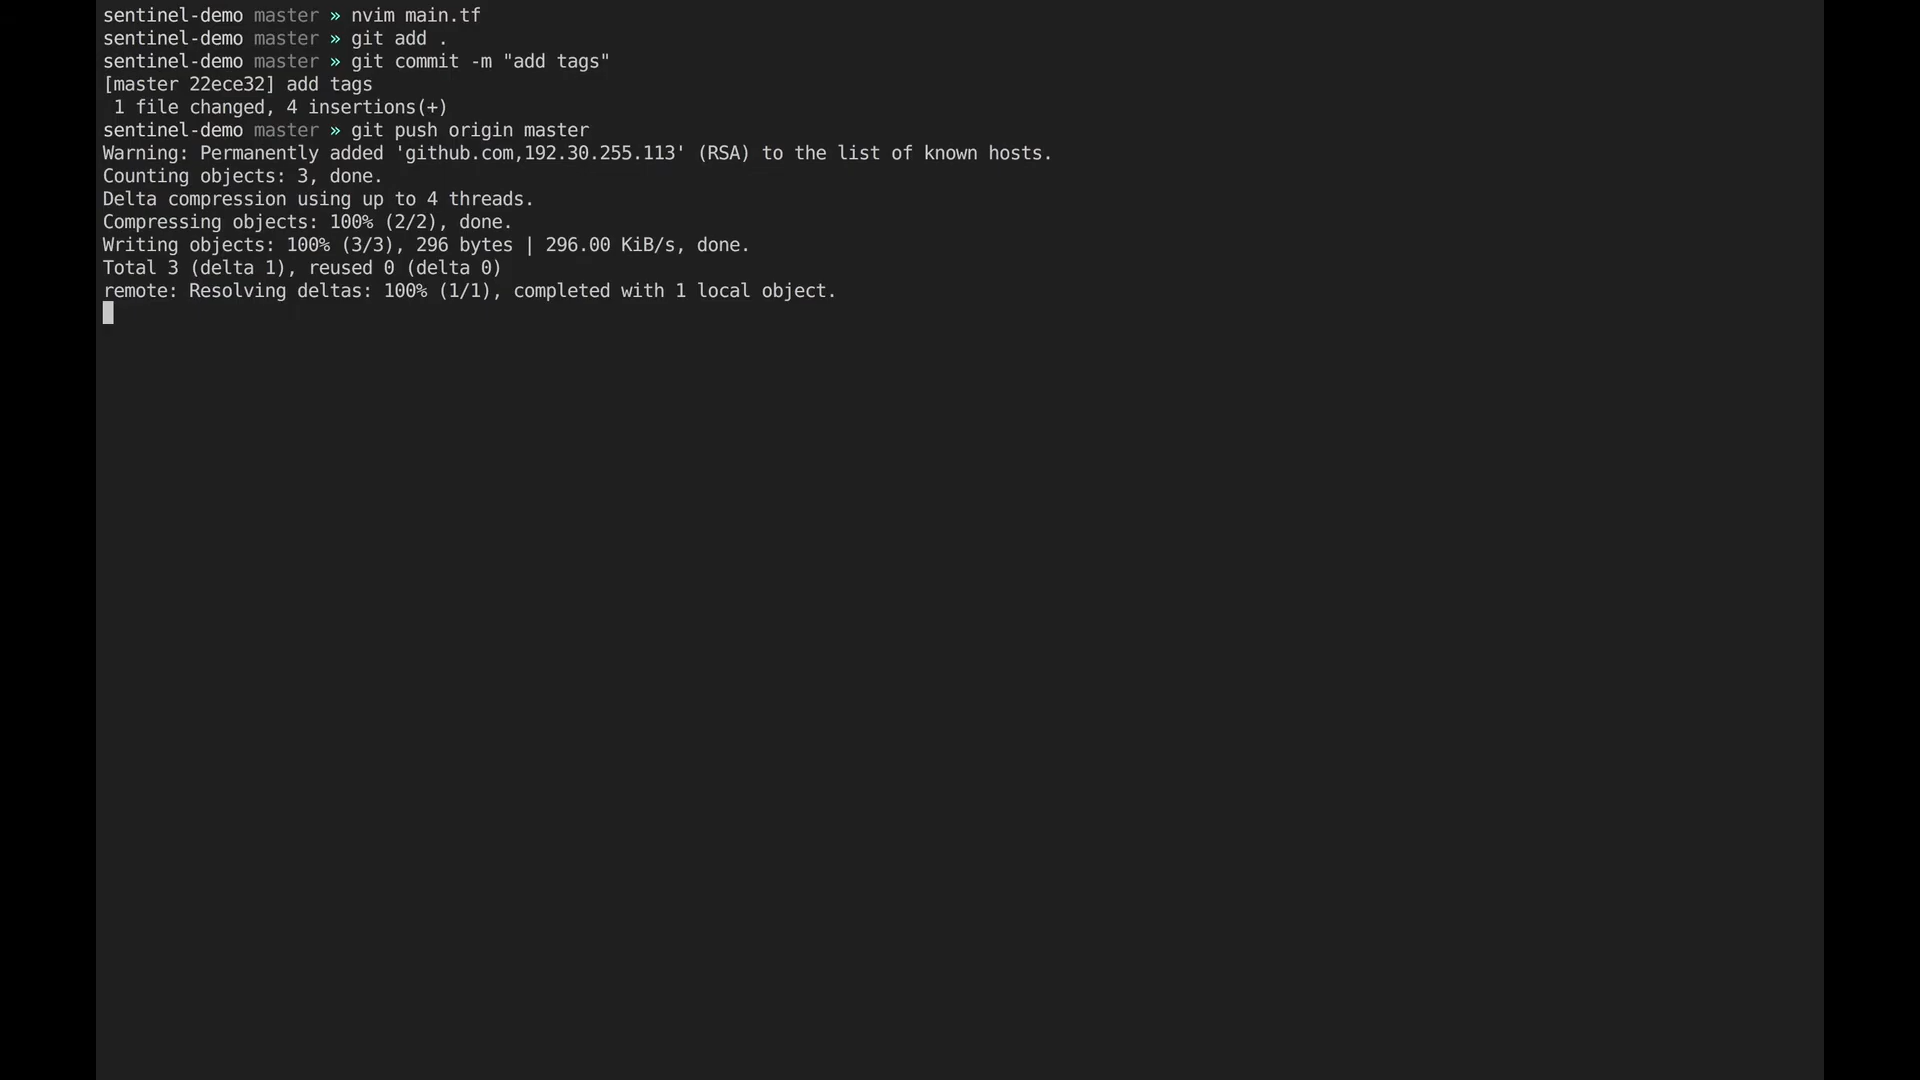 sentinel-demo master » nvim main.tf
sentinel-demo master » git add .
sentinel-demo master » git commit -m "add tags"
[master 22ece32] add tags
 1 file changed, 4 insertions(+)
sentinel-demo master » git push origin master
Warning: Permanently added 'github.com,192.30.255.113' (RSA) to the list of known hosts.
Counting objects: 3, done.
Delta compression using up to 4 threads.
Compressing objects: 100% (2/2), done.
Writing objects: 100% (3/3), 296 bytes | 296.00 KiB/s, done.
Total 3 (delta 1), reused 0 (delta 0)
remote: Resolving deltas: 100% (1/1), completed with 1 local object.